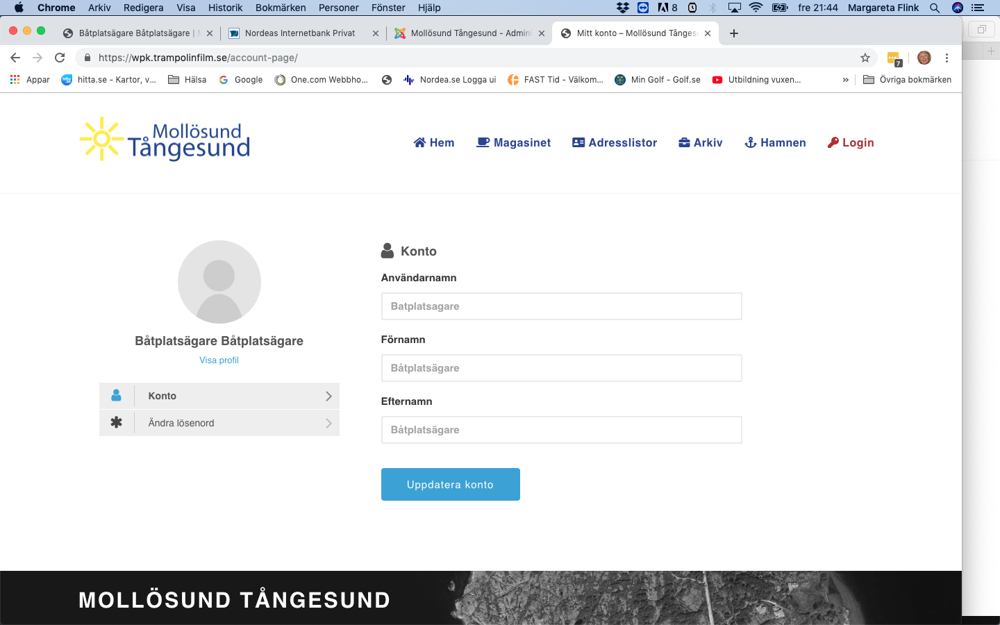 Chrome Arkiv Redigera Visa Historik Bokmärken Personer Fönster Hjälp 8 fre 21:44 Margareta Flink
Båtplatsägare Båtplatsägare | Nordeas Internetbank Privat Mollösund Tångesund - Admini Mitt konto – Mollösund Tånges
https://wpk.trampolinfilm.se/account-page/ 7
Appar hitta.se - Kartor, v... Hälsa Google One.com Webbho... Nordea.se Logga ui FAST Tid - Välkom... Min Golf - Golf.se Utbildning vuxen... » Övriga bokmärken
Mollösund
Tångesund
Hem Magasinet Adresslistor Arkiv Hamnen Login
Båtplatsägare Båtplatsägare
Visa profil
Konto
Ändra lösenord
Konto
Användarnamn
Batplatsagare
Förnamn
Båtplatsägare
Efternamn
Båtplatsägare
Uppdatera konto
MOLLÖSUND TÅNGESUND